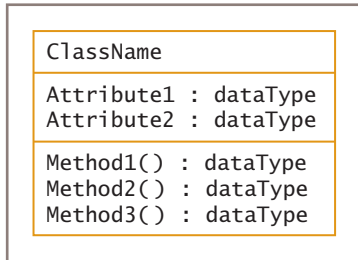 ClassName
Attribute1 : dataType
Attribute2 : dataType
Method1() : dataType
Method2() : dataType
Method3() : dataType